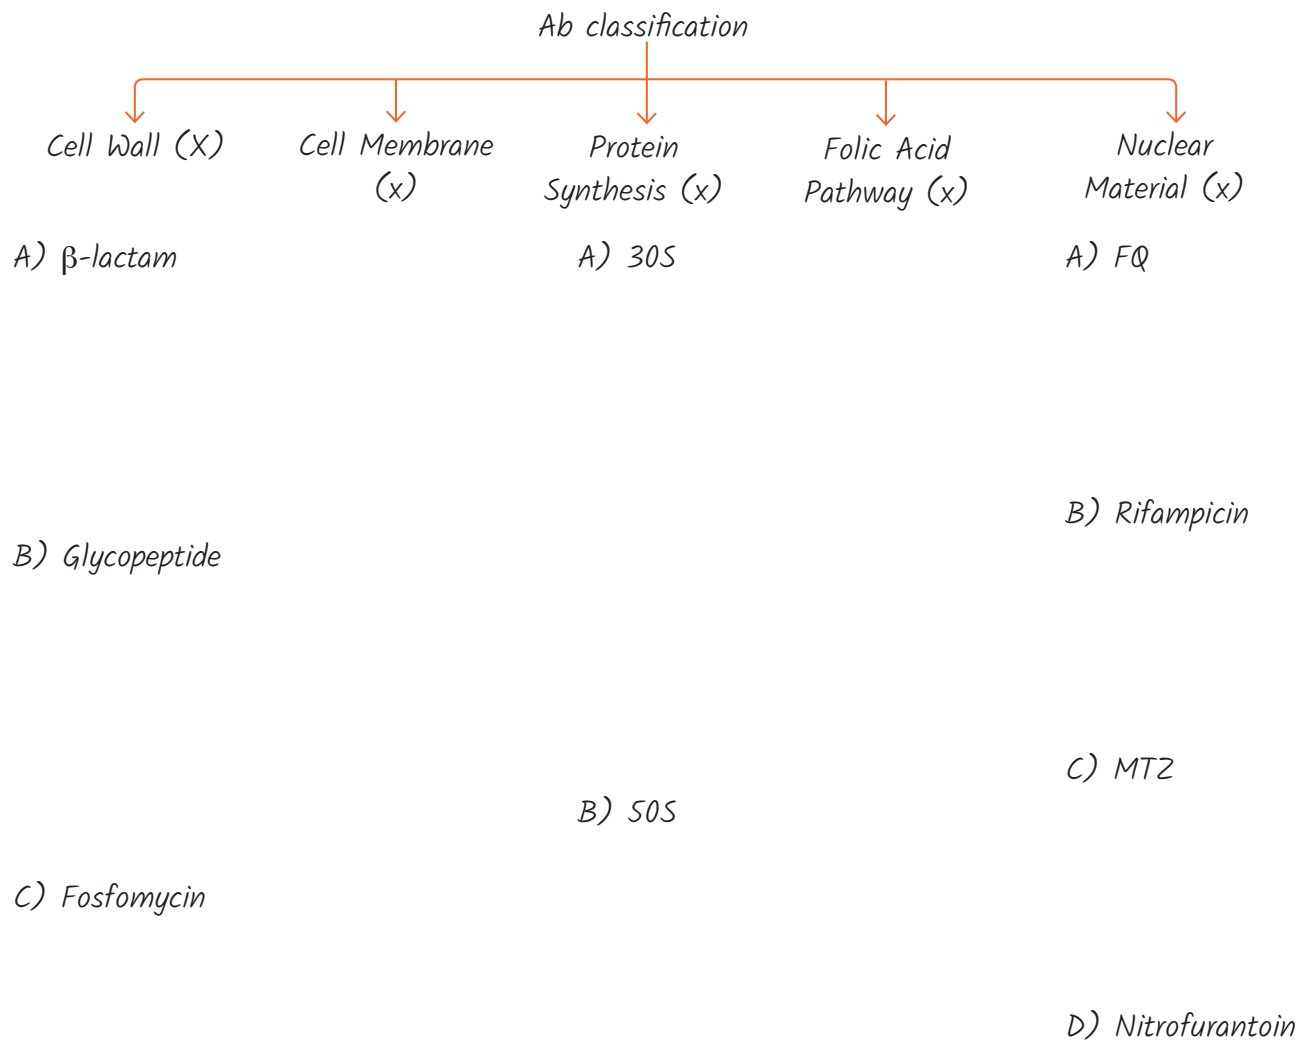 Ab classification
Cell Wall (X)
Cell Membrane
(x)
Protein
Synthesis (x)
Folic Acid
Pathway (x)
Nuclear
Material (x)
A) β-lactam
B) Glycopeptide
C) Fosfomycin
A) 30S
B) 50S
A) FQ
B) Rifampicin
C) MTZ
D) Nitrofurantoin